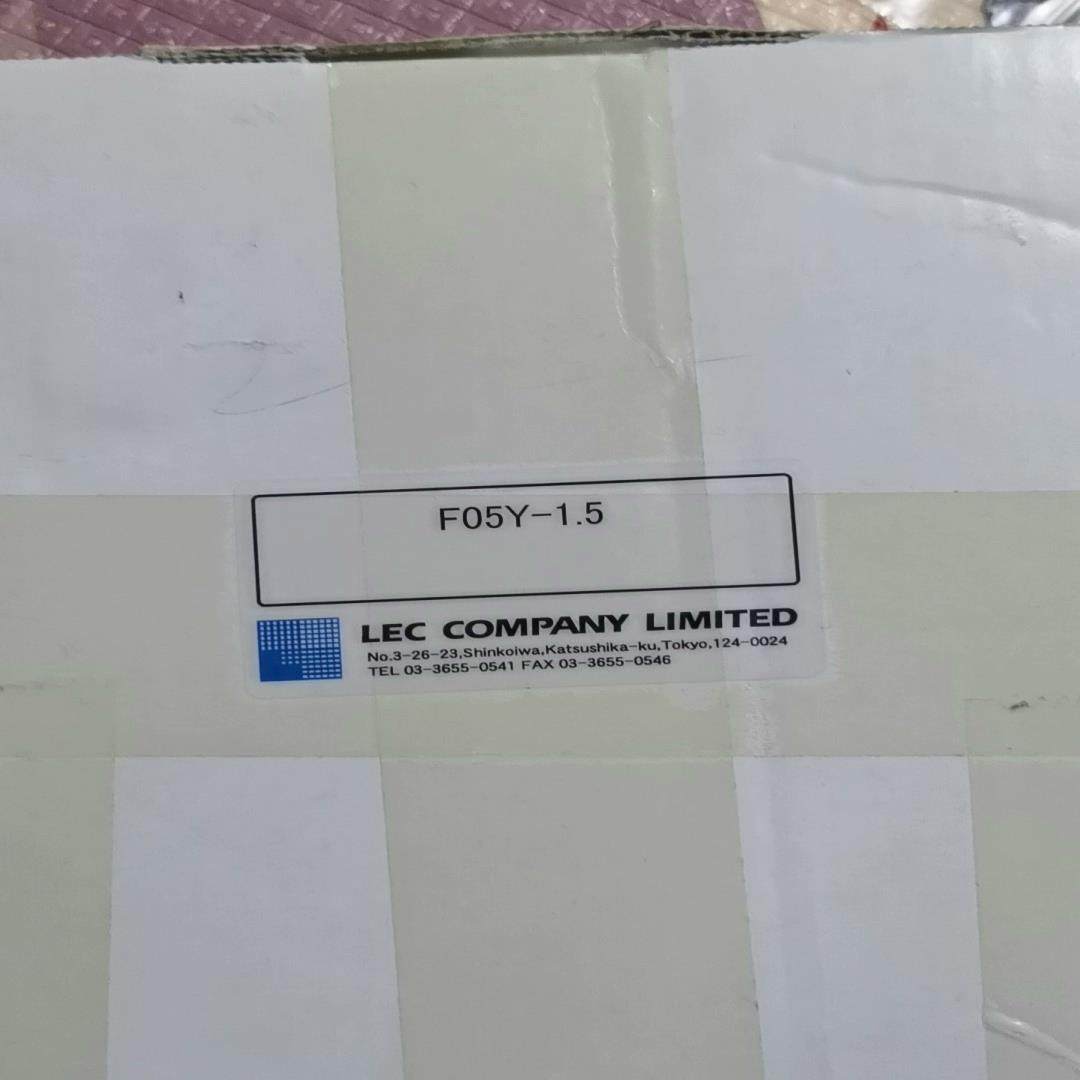 F05Y-1.5
LEC COMPANY LIMITED
No.3-26-23,Shinkoiwa,Katsushika-ku,Tokyo,124-0024
TEL 03-3655-0541 FAX 03-3655-0546